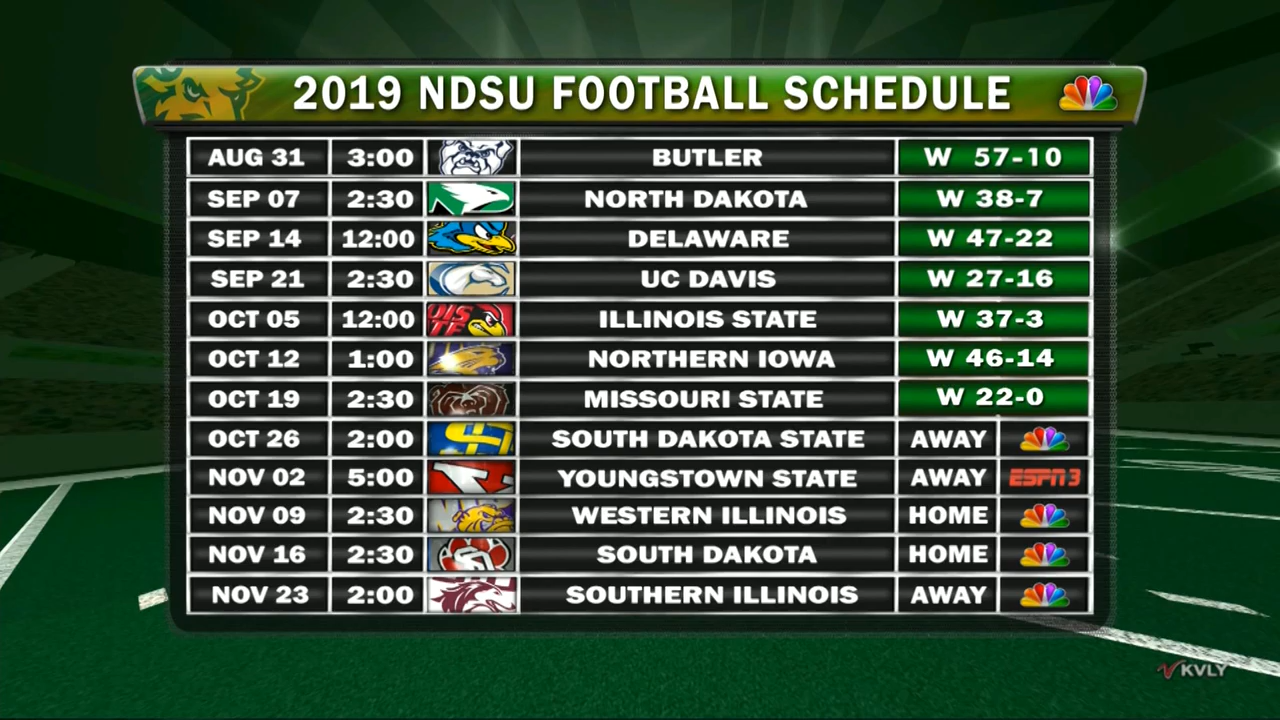 2019 NDSU FOOTBALL SCHEDULE
AUG 31 3:00 BUTLER W 57-10
SEP 07 2:30 NORTH DAKOTA W 38-7
SEP 14 12:00 DELAWARE W 47-22
SEP 21 2:30 UC DAVIS W 27-16
OCT 05 12:00 ILLINOIS STATE W 37-3
OCT 12 1:00 NORTHERN IOWA W 46-14
OCT 19 2:30 MISSOURI STATE W 22-0
OCT 26 2:00 SOUTH DAKOTA STATE AWAY
NOV 02 5:00 YOUNGSTOWN STATE AWAY ESPN3
NOV 09 2:30 WESTERN ILLINOIS HOME
NOV 16 2:30 SOUTH DAKOTA HOME
NOV 23 2:00 SOUTHERN ILLINOIS AWAY
KVLY